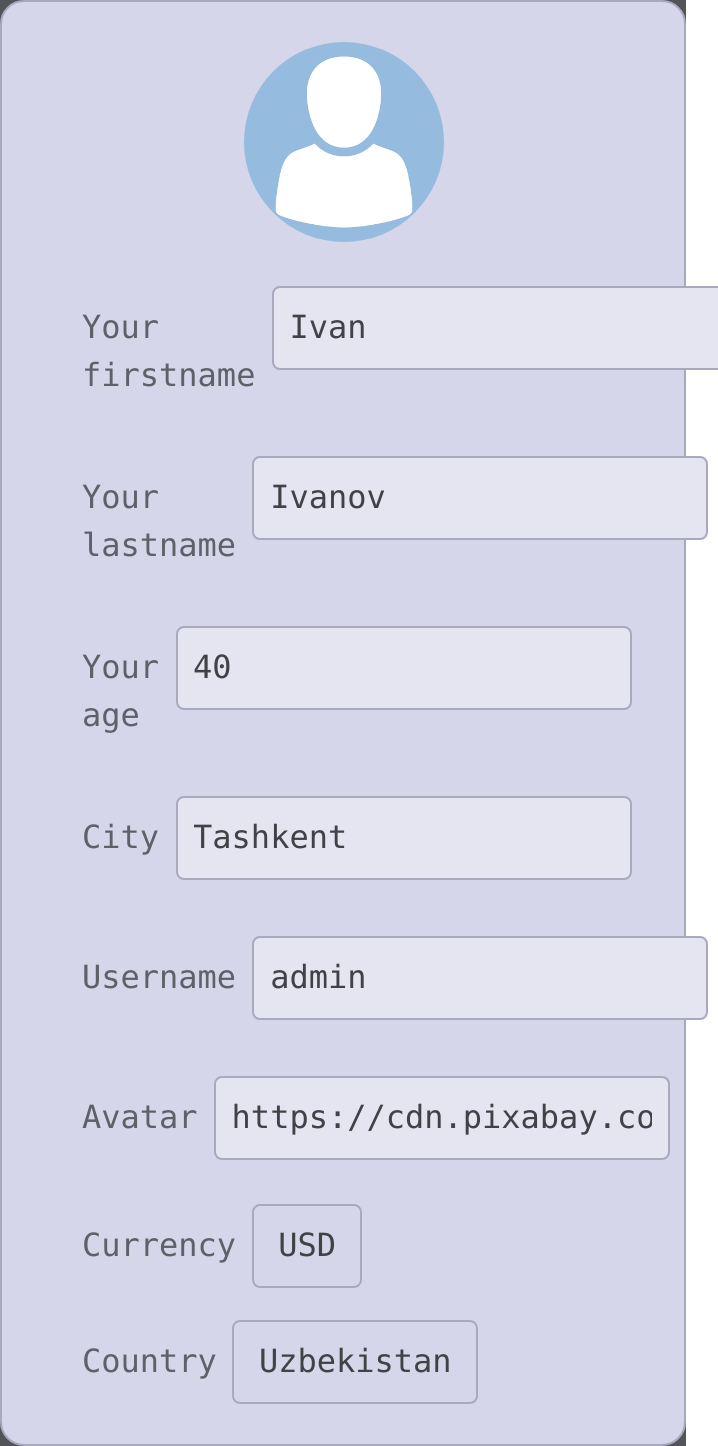 Your
firstname
Ivan
Your
lastname
Ivanov
Your
age
40
City
Tashkent
Username
admin
Avatar
https://cdn.pixabay.co
Currency
USD
Country
Uzbekistan